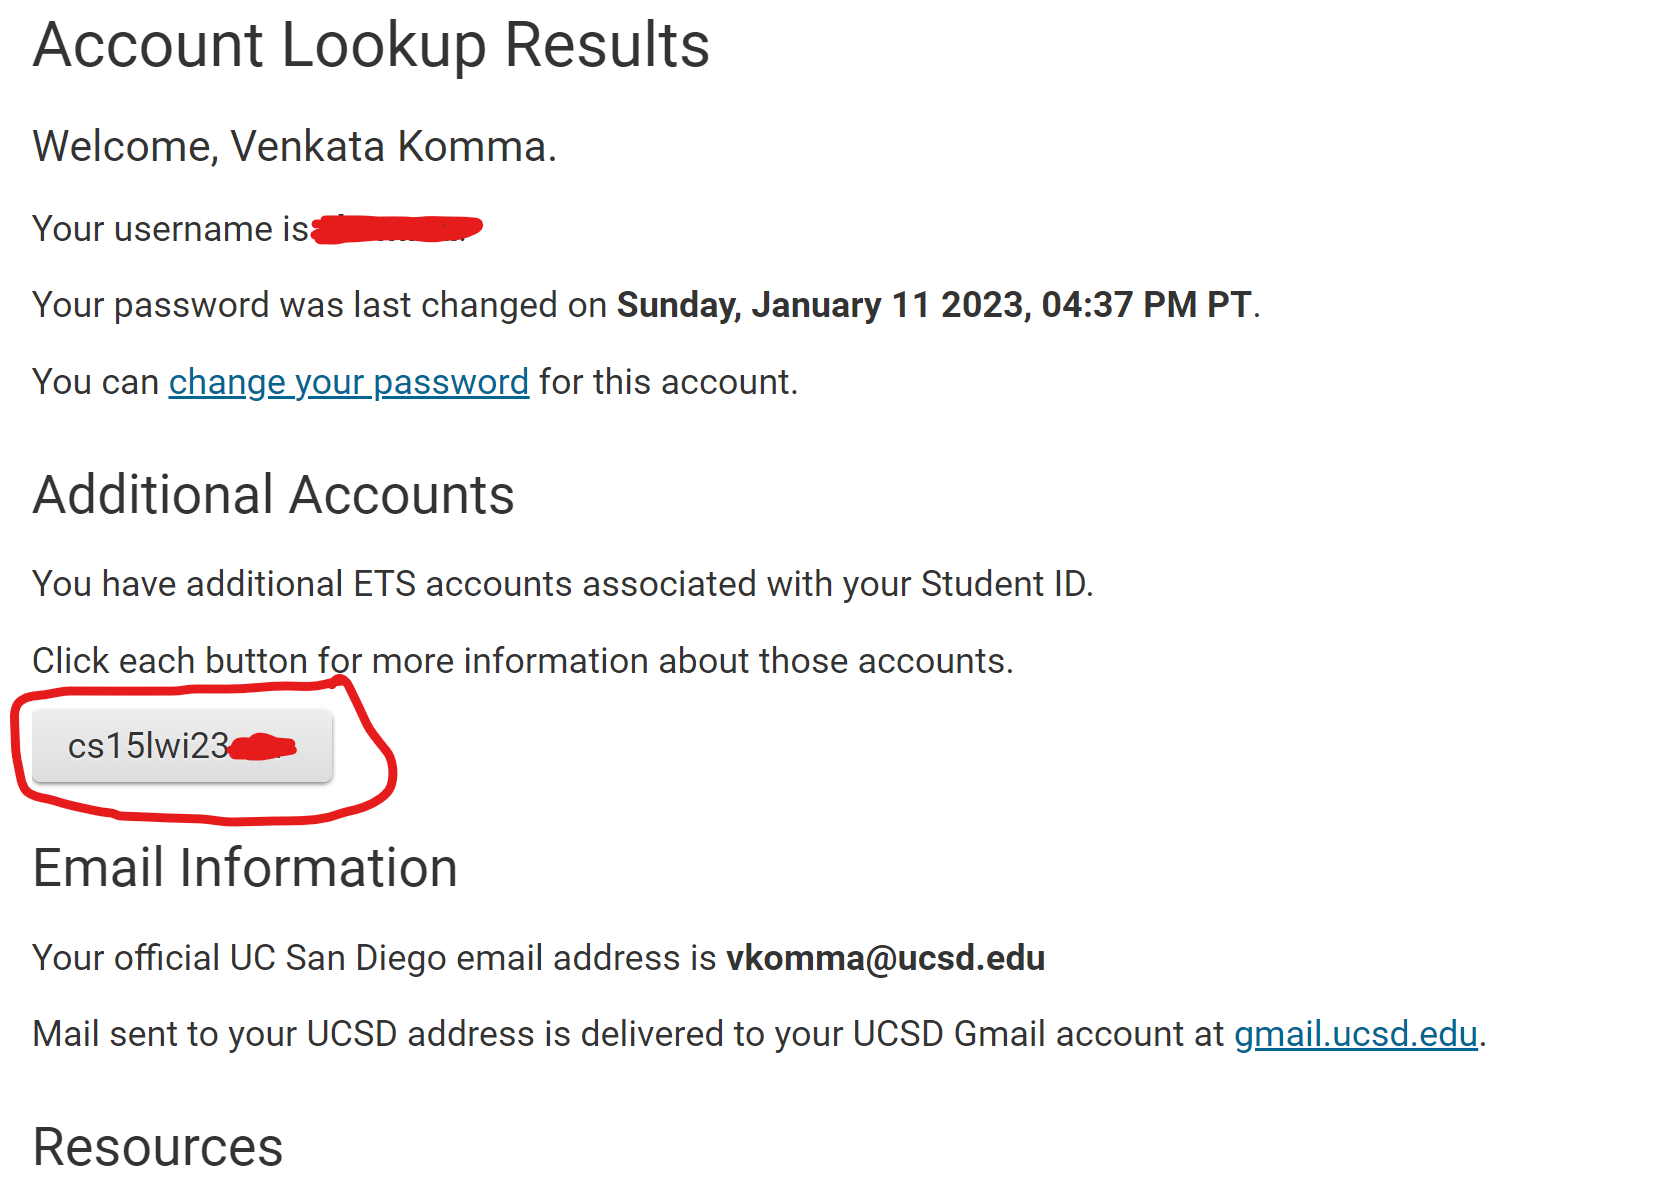 Account Lookup Results
Welcome, Venkata Komma.
Your username is
Your password was last changed on Sunday, January 11 2023, 04:37 PM PT.
You can change your password for this account.
Additional Accounts
You have additional ETS accounts associated with your Student ID.
Click each button for more information about those accounts.
cs15lwi23
Email Information
Your official UC San Diego email address is vkomma@ucsd.edu
Mail sent to your UCSD address is delivered to your UCSD Gmail account at gmail.ucsd.edu.
Resources